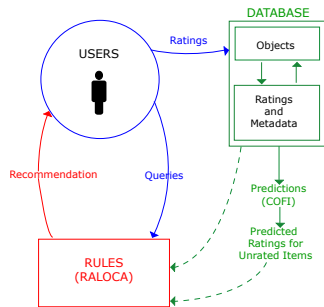 DATABASE
USERS
Ratings
Objects
Ratings
and
Metadata
Recommendation
Queries
Predictions
(COFI)
Predicted
Ratings for
Unrated Items
RULES
(RALOCA)